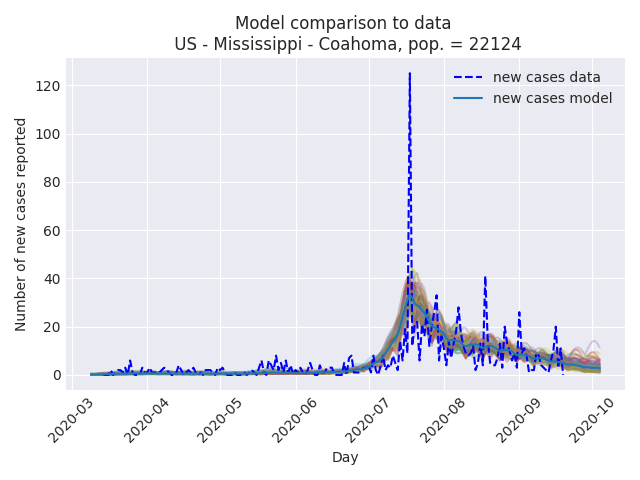 Model comparison to data
US - Mississippi - Coahoma, pop. = 22124
new cases data
new cases model
Number of new cases reported
120
100
80
60
40
20
0
2020-03
2020-04
2020-05
2020-06
2020-07
2020-08
2020-09
2020-10
Day